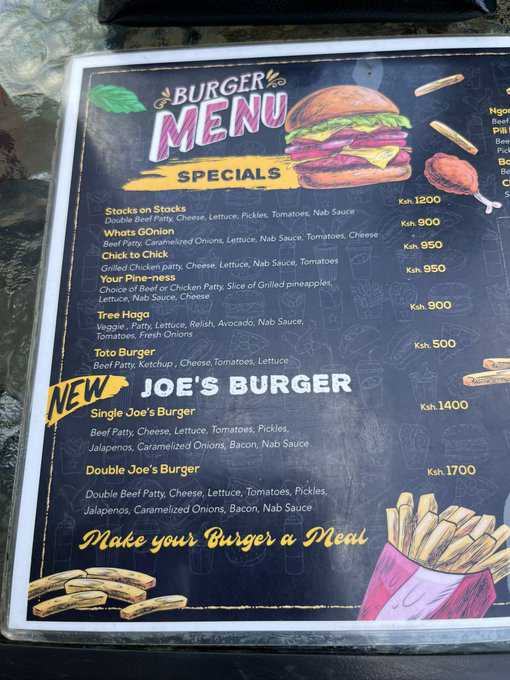 BURGER
MENU
SPECIALS
Stacks on Stacks
Ksh. 1200
Double Beef Patty, Cheese, Lettuce, Pickles, Tomatoes, Nab Sauce
Whats GOnion
Ksh. 900
Beef Patty, Caramelized Onions, Lettuce, Nab Sauce, Tomatoes, Cheese
Chick to Chick
Ksh. 950
Grilled Chicken patty, Cheese, Lettuce, Nab Sauce, Tomatoes
Your Pine-ness
Ksh. 950
Choice of Beef or Chicken Patty, Slice of Grilled pineapples,
Lettuce, Nab Sauce, Cheese
Tree Haga
Ksh. 900
Veggie , Patty, Lettuce, Relish, Avocado, Nab Sauce,
Tomatoes, Fresh Onions
Toto Burger
Ksh. 500
Beef Patty, Ketchup , Cheese,Tomatoes, Lettuce
NEW JOE'S BURGER
Single Joe's Burger
Ksh. 1400
Beef Patty, Cheese, Lettuce, Tomatoes, Pickles,
Jalapenos, Caramelized Onions, Bacon, Nab Sauce
Double Joe's Burger
Ksh. 1700
Double Beef Patty, Cheese, Lettuce, Tomatoes, Pickles,
Jalapenos, Caramelized Onions, Bacon, Nab Sauce
Make your Burger a Meal
Beef
Pili